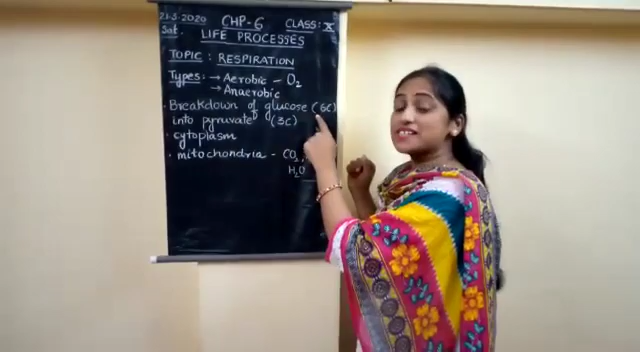 21-5-2020 CHP-6 CLASS: X
Sat. LIFE PROCESSES
TOPIC : RESPIRATION
Types: → Aerobic - O₂
→ Anaerobic
· Breakdown of glucose (6C)
into pyruvate (3C)
· cytoplasm
· mitochondria - CO₂,
H₂O